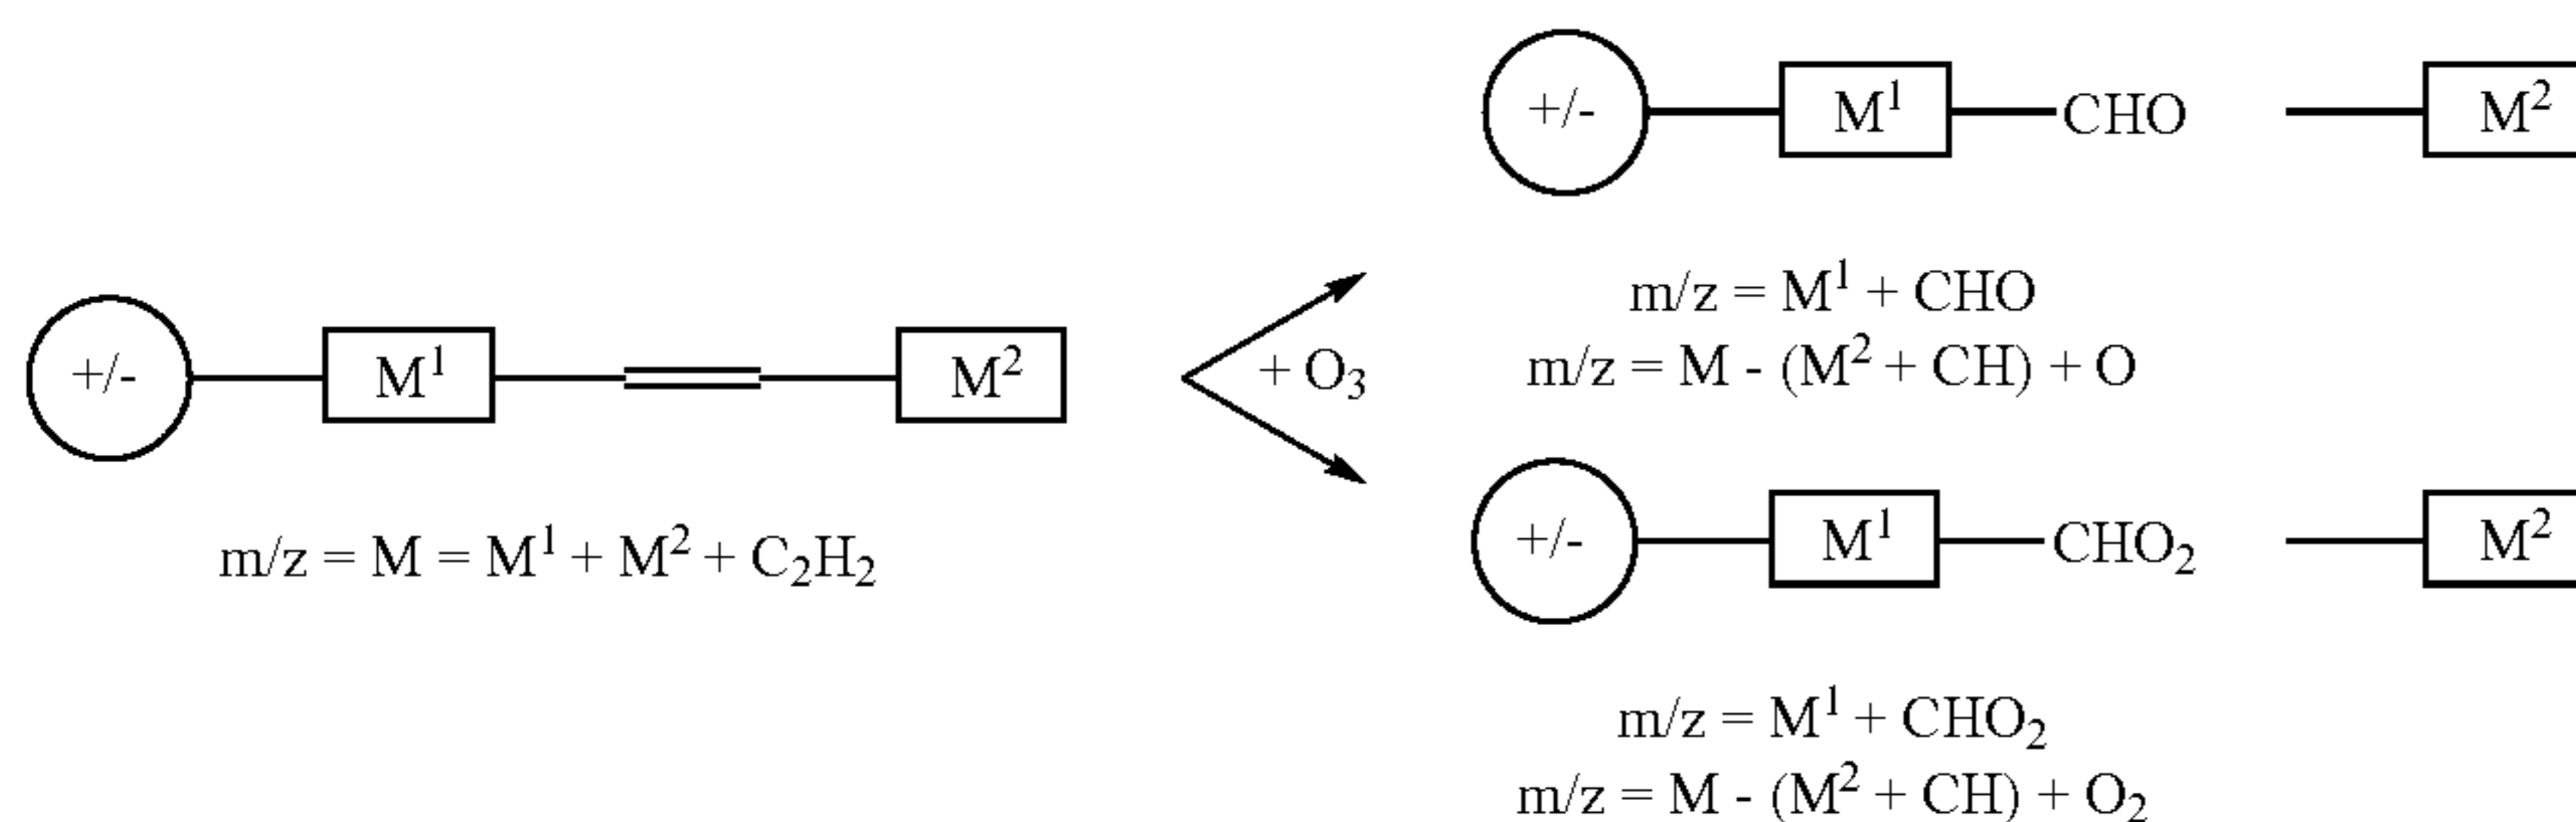 +/- M¹ CHO M²
m/z = M¹ + CHO
m/z = M - (M² + CH) + O
+/- M¹ M²
+ O₃
m/z = M = M¹ + M² + C₂H₂
+/- M¹ CHO₂ M²
m/z = M¹ + CHO₂
m/z = M - (M² + CH) + O₂